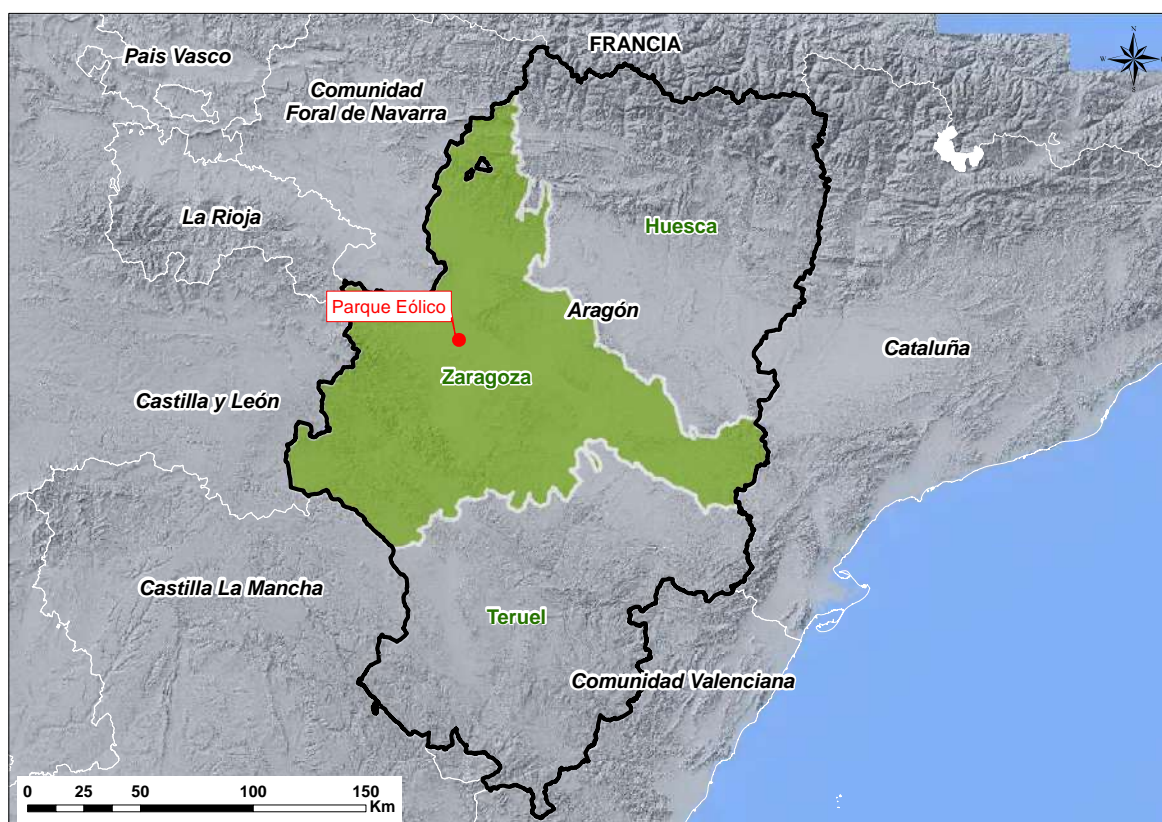 FRANCIA
N
W
S
Pais Vasco
Comunidad
Foral de Navarra
La Rioja
Huesca
Parque Eólico
Aragón
Cataluña
Zaragoza
Castilla y León
Castilla La Mancha
Teruel
Comunidad Valenciana
0 25 50 100 150
Km